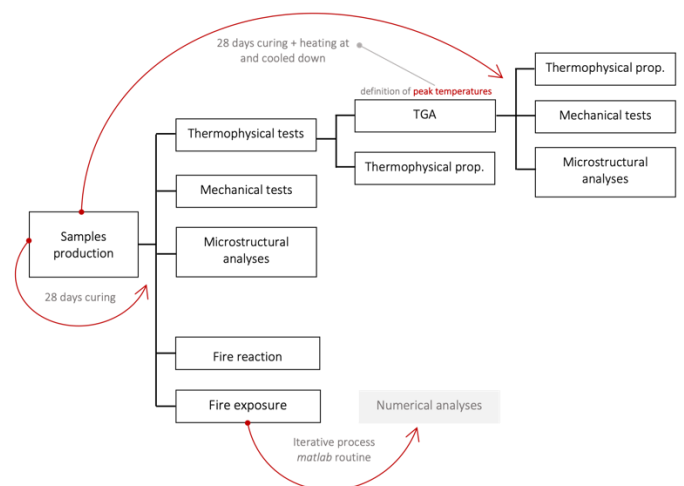 28 days curing + heating at
and cooled down
definition of peak temperatures
Thermophysical prop.
Mechanical tests
Microstructural
analyses
TGA
Thermophysical prop.
Thermophysical tests
Mechanical tests
Microstructural
analyses
Samples
production
28 days curing
Fire reaction
Fire exposure
Numerical analyses
Iterative process
matlab routine